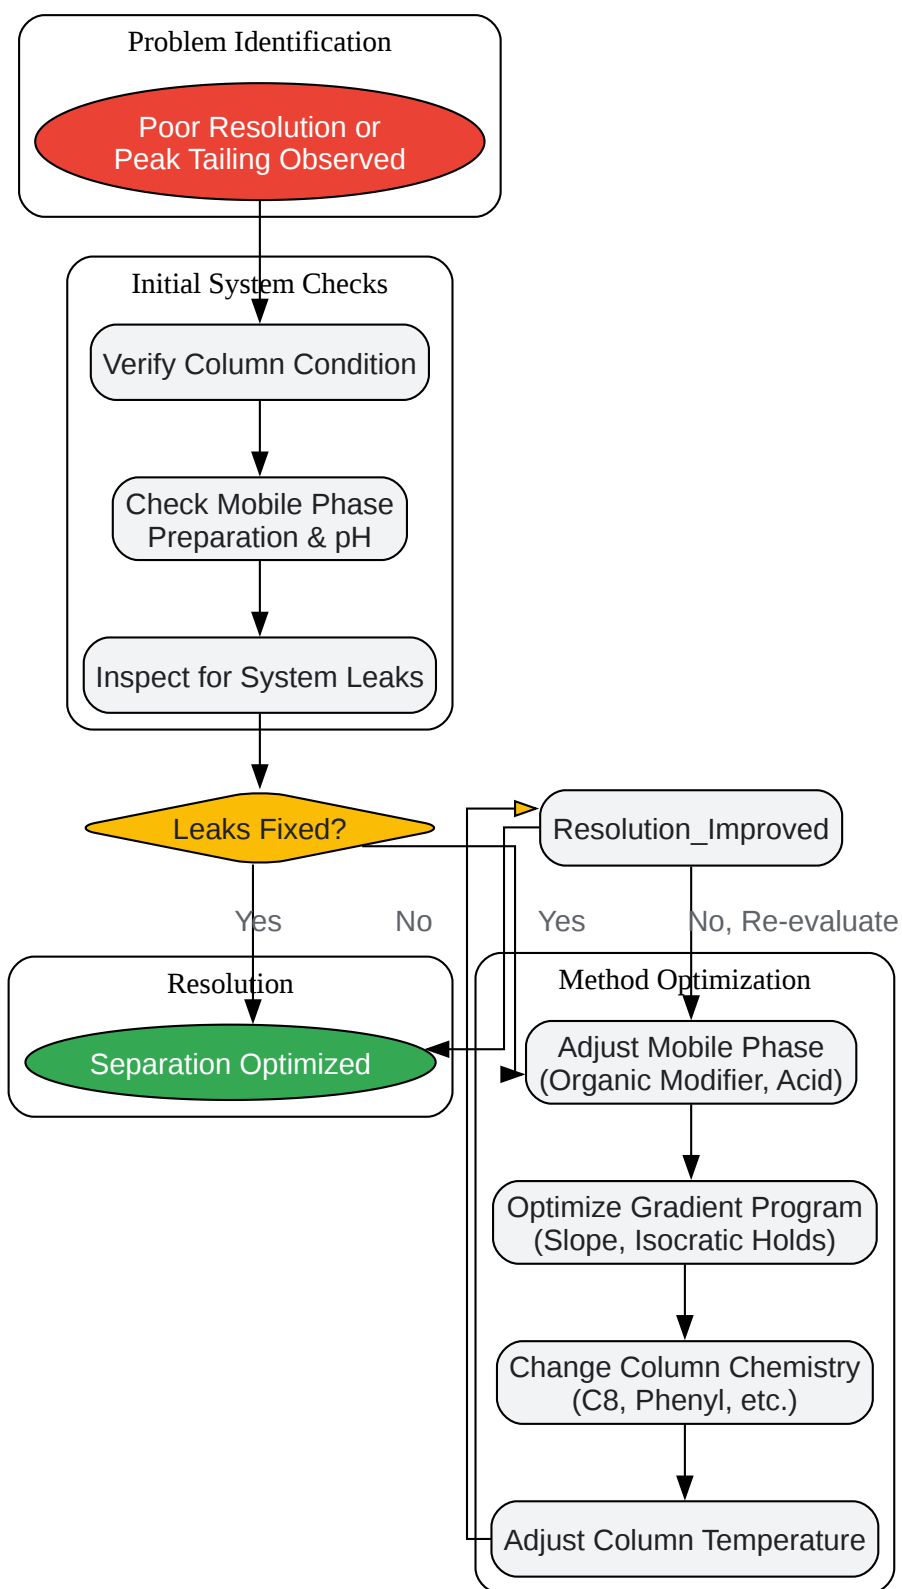 Problem Identification
Poor Resolution or
Peak Tailing Observed
Initial System Checks
Verify Column Condition
Check Mobile Phase
Preparation & pH
Inspect for System Leaks
Leaks Fixed?
Resolution_Improved
Yes
No
Yes
No, Re-evaluate
Resolution
Separation Optimized
Method Optimization
Adjust Mobile Phase
(Organic Modifier, Acid)
Optimize Gradient Program
(Slope, Isocratic Holds)
Change Column Chemistry
(C8, Phenyl, etc.)
Adjust Column Temperature